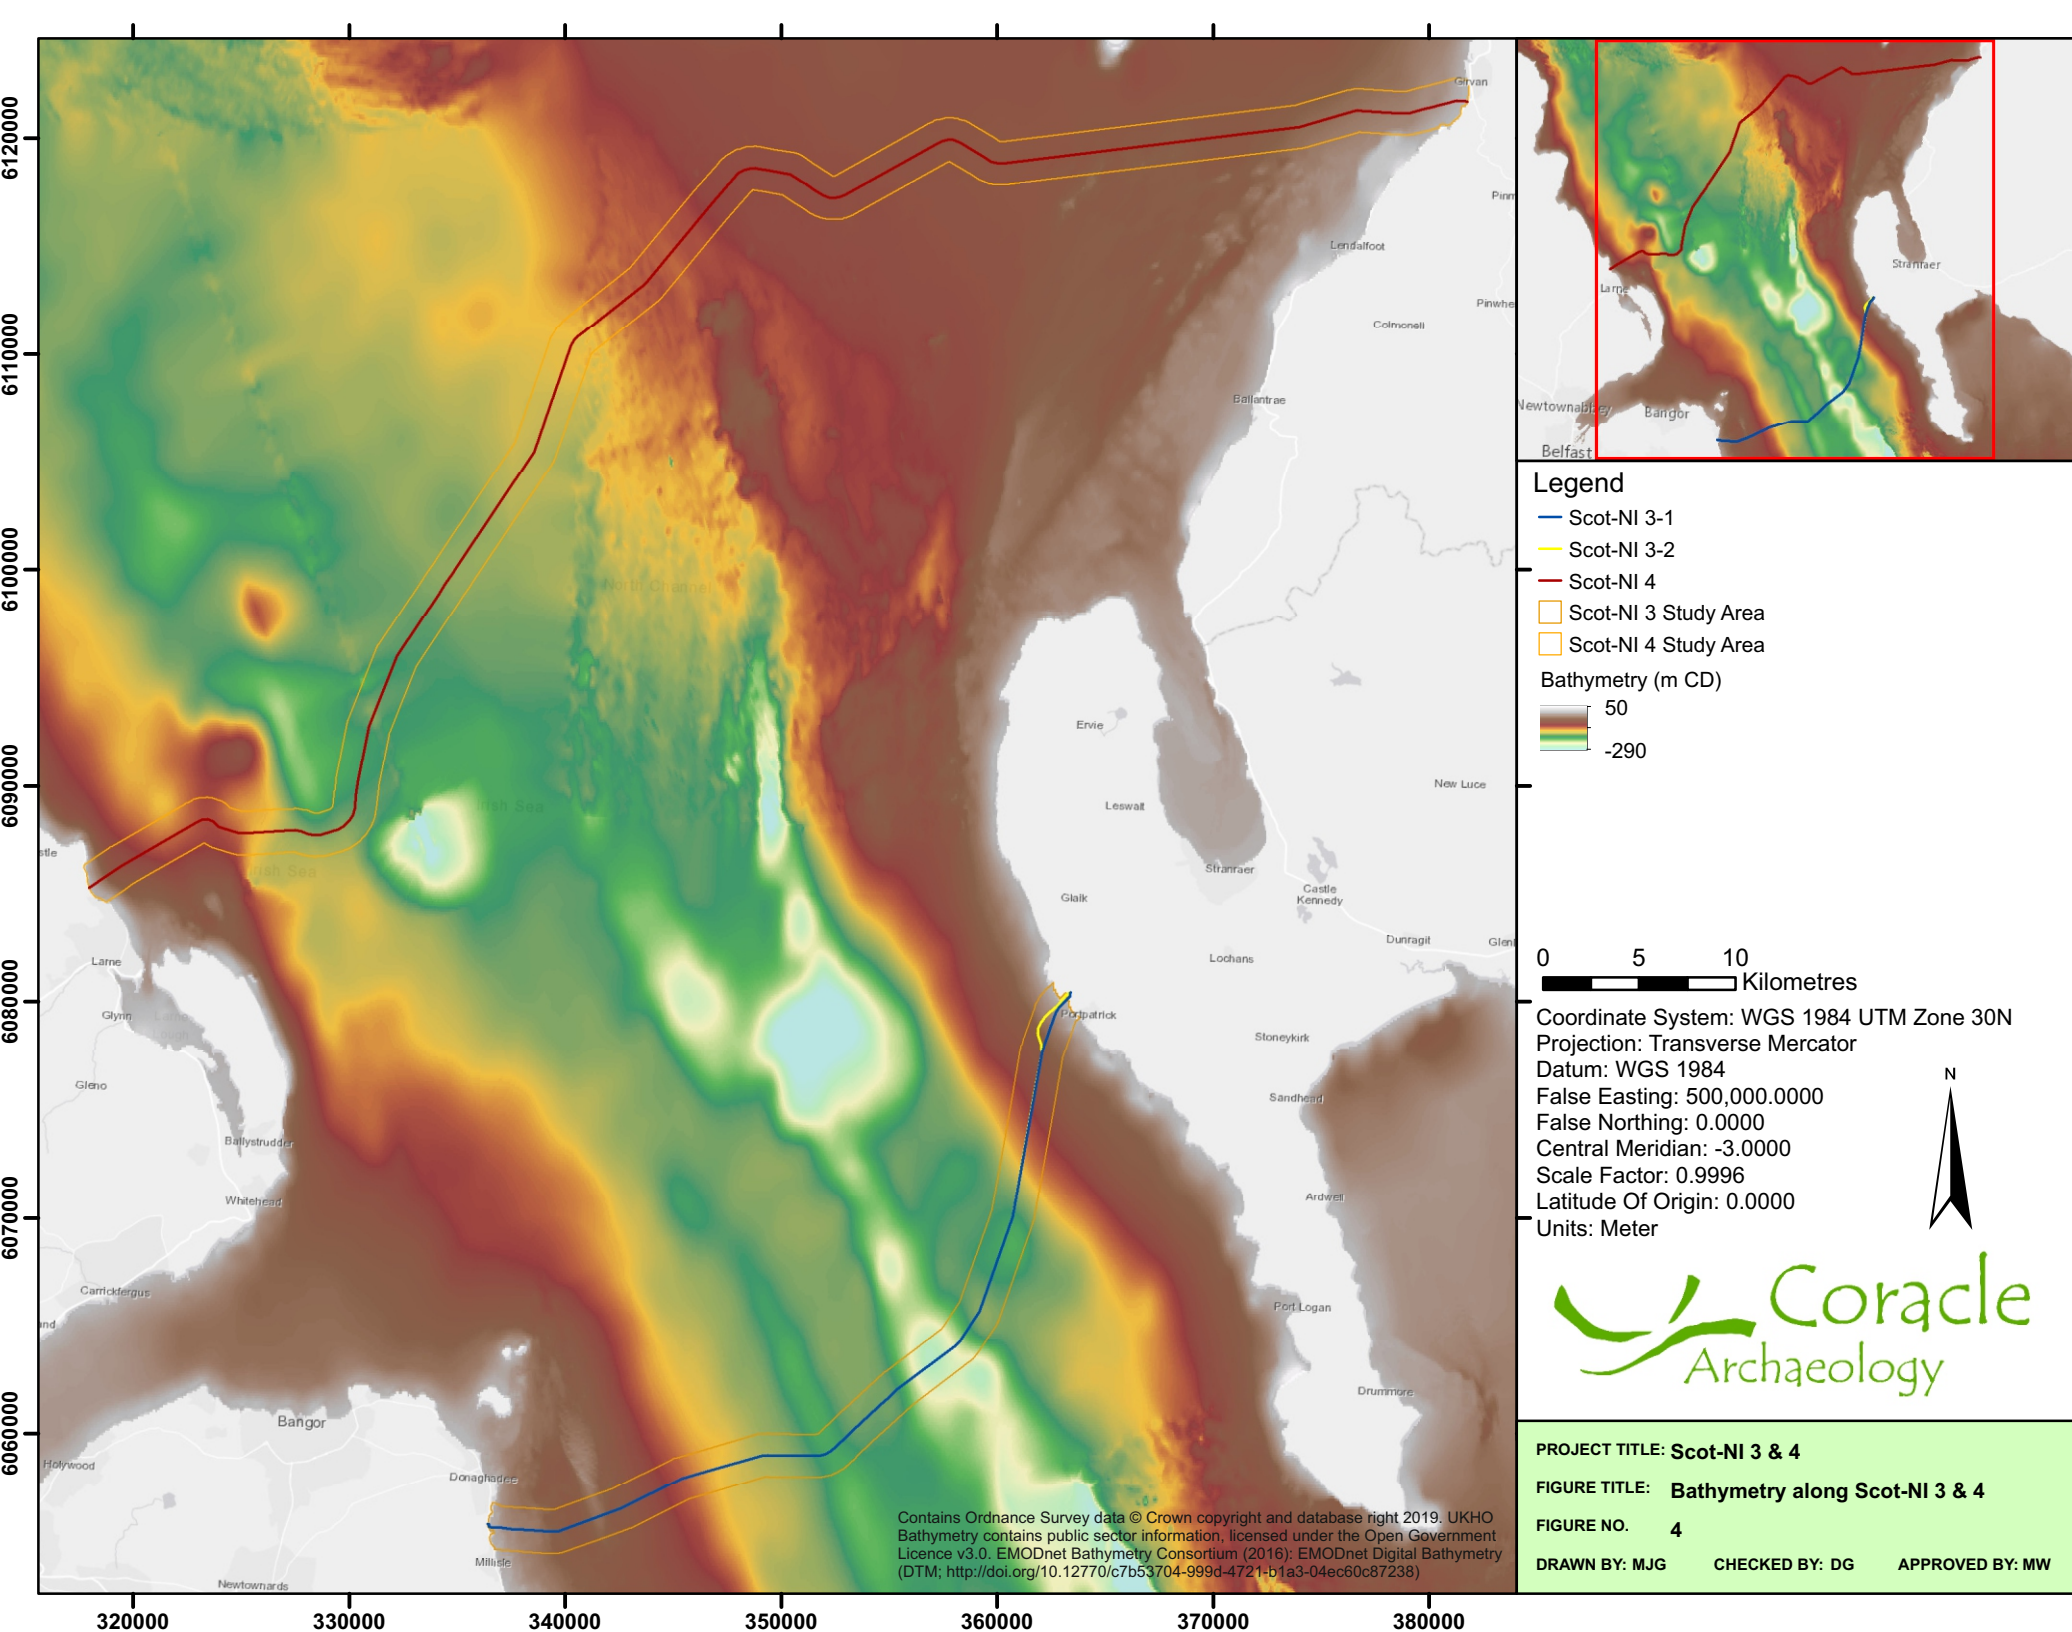 320000
330000
340000
350000
360000
370000
380000
6120000
6110000
6100000
6090000
6080000
6070000
6060000
Girvan
Pinm
Lendalfoot
Pinwhe
Colmonell
Ballantrae
North Channel
Ervie
New Luce
Irish Sea
Leswalt
stle
Irish Sea
Stranraer
Castle
Kennedy
Glalk
Dunragit
Glenl
Larne
Lochans
Glynn
Larne
Lough
Portpatrick
Stoneykirk
Gleno
Sandhead
Ballystrudder
Ardwell
Whitehead
Carrickfergus
Port Logan
and
Drummore
Bangor
Holywood
Donaghadee
Millisle
Newtownards
Contains Ordnance Survey data © Crown copyright and database right 2019. UKHO
Bathymetry contains public sector information, licensed under the Open Government
Licence v3.0. EMODnet Bathymetry Consortium (2016): EMODnet Digital Bathymetry
(DTM; http://doi.org/10.12770/c7b53704-999d-4721-b1a3-04ec60c87238)
Stranraer
Larne
Newtownabbey
Bangor
Belfast
Legend
Scot-NI 3-1
Scot-NI 3-2
Scot-NI 4
Scot-NI 3 Study Area
Scot-NI 4 Study Area
Bathymetry (m CD)
50
-290
0 5 10
Kilometres
Coordinate System: WGS 1984 UTM Zone 30N
Projection: Transverse Mercator
Datum: WGS 1984
False Easting: 500,000.0000
False Northing: 0.0000
Central Meridian: -3.0000
Scale Factor: 0.9996
Latitude Of Origin: 0.0000
Units: Meter
N
Coracle
Archaeology
PROJECT TITLE: Scot-NI 3 & 4
FIGURE TITLE: Bathymetry along Scot-NI 3 & 4
FIGURE NO. 4
DRAWN BY: MJG CHECKED BY: DG APPROVED BY: MW